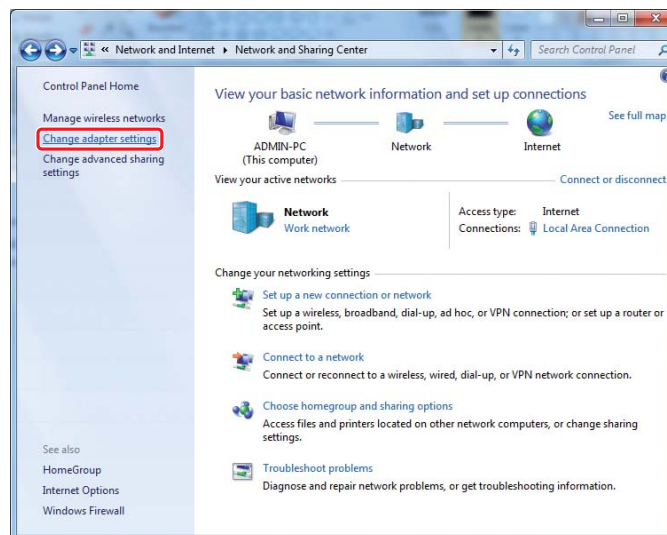 « Network and Internet ▸ Network and Sharing Center
Search Control Panel
Control Panel Home
Manage wireless networks
Change adapter settings
Change advanced sharing
settings
See also
HomeGroup
Internet Options
Windows Firewall
View your basic network information and set up connections
See full map
ADMIN-PC
(This computer)
Network
Internet
View your active networks
Connect or disconnect
Network
Work network
Access type: Internet
Connections: Local Area Connection
Change your networking settings
Set up a new connection or network
Set up a wireless, broadband, dial-up, ad hoc, or VPN connection; or set up a router or
access point.
Connect to a network
Connect or reconnect to a wireless, wired, dial-up, or VPN network connection.
Choose homegroup and sharing options
Access files and printers located on other network computers, or change sharing
settings.
Troubleshoot problems
Diagnose and repair network problems, or get troubleshooting information.